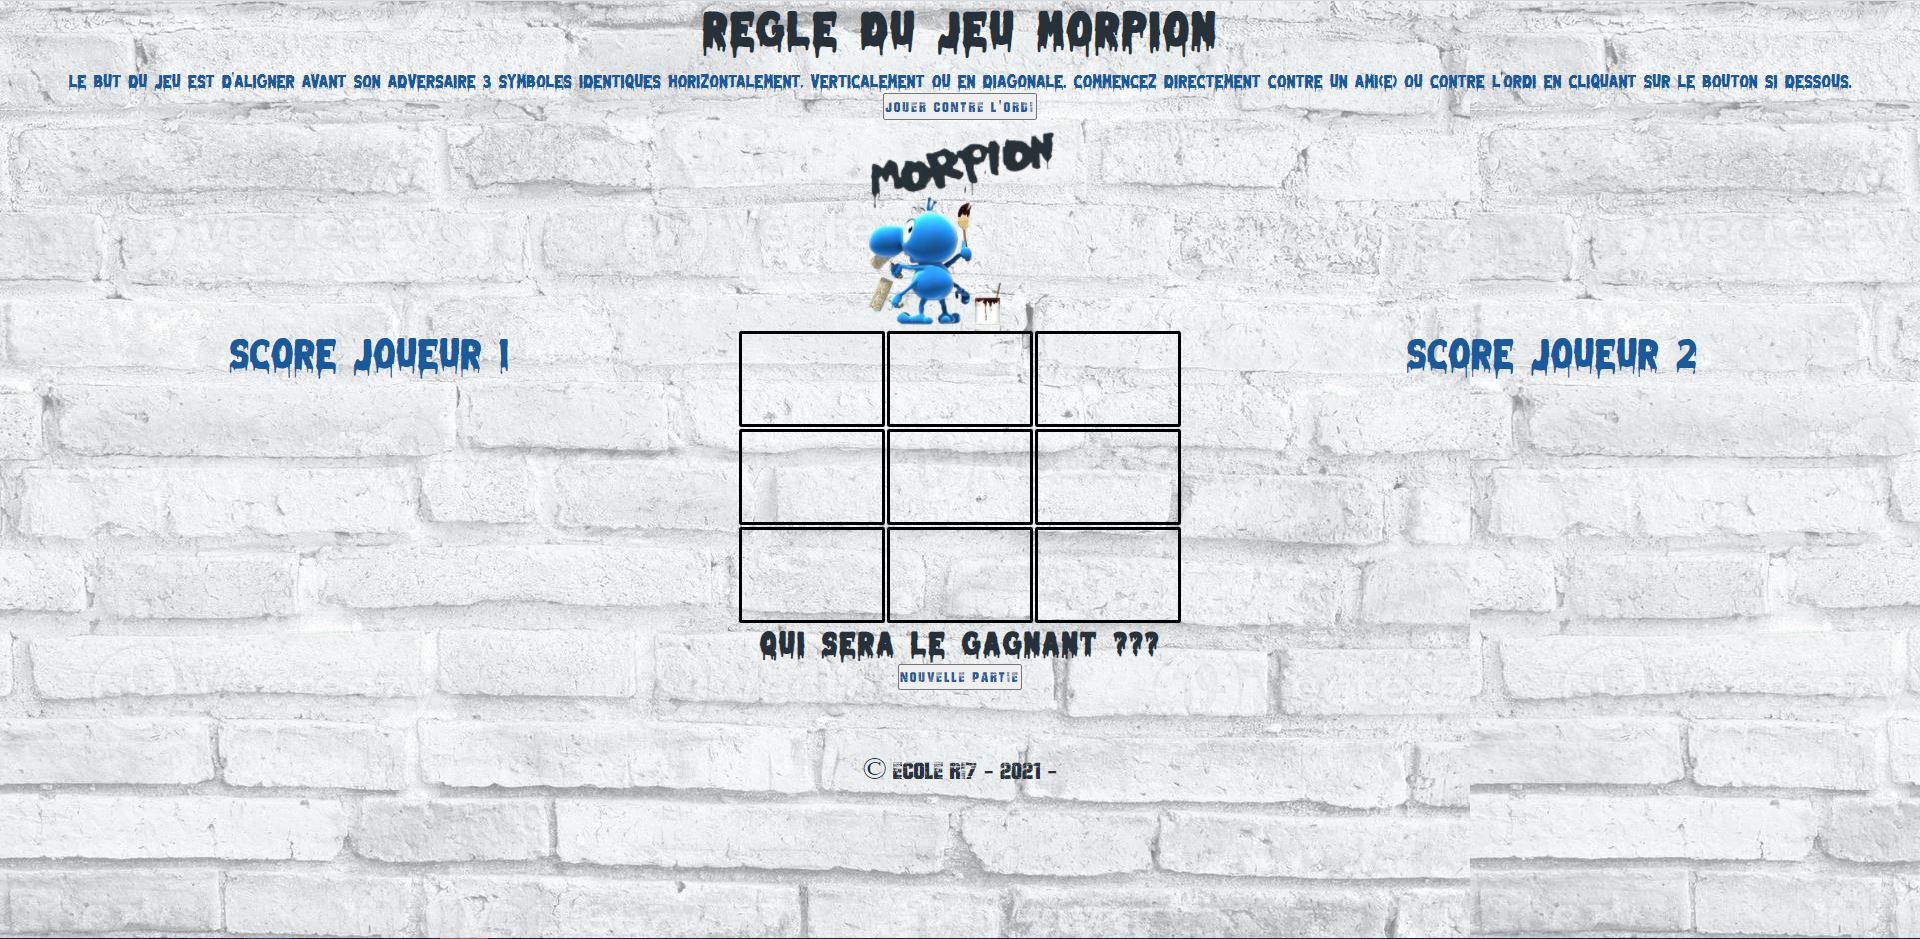 REGLE DU JEU MORPION
LE BUT DU JEU EST D'ALIGNER AVANT SON ADVERSAIRE 3 SYMBOLES IDENTIQUES HORIZONTALEMENT, VERTICALEMENT OU EN DIAGONALE. COMMENCEZ DIRECTEMENT CONTRE UN AMI(E) OU CONTRE L'ORDI EN CLIQUANT SUR LE BOUTON SI DESSOUS.
JOUER CONTRE L'ORDI
MORPION
SCORE JOUEUR 1
SCORE JOUEUR 2
QUI SERA LE GAGNANT ???
NOUVELLE PARTIE
© ECOLE RI7 - 2021 -